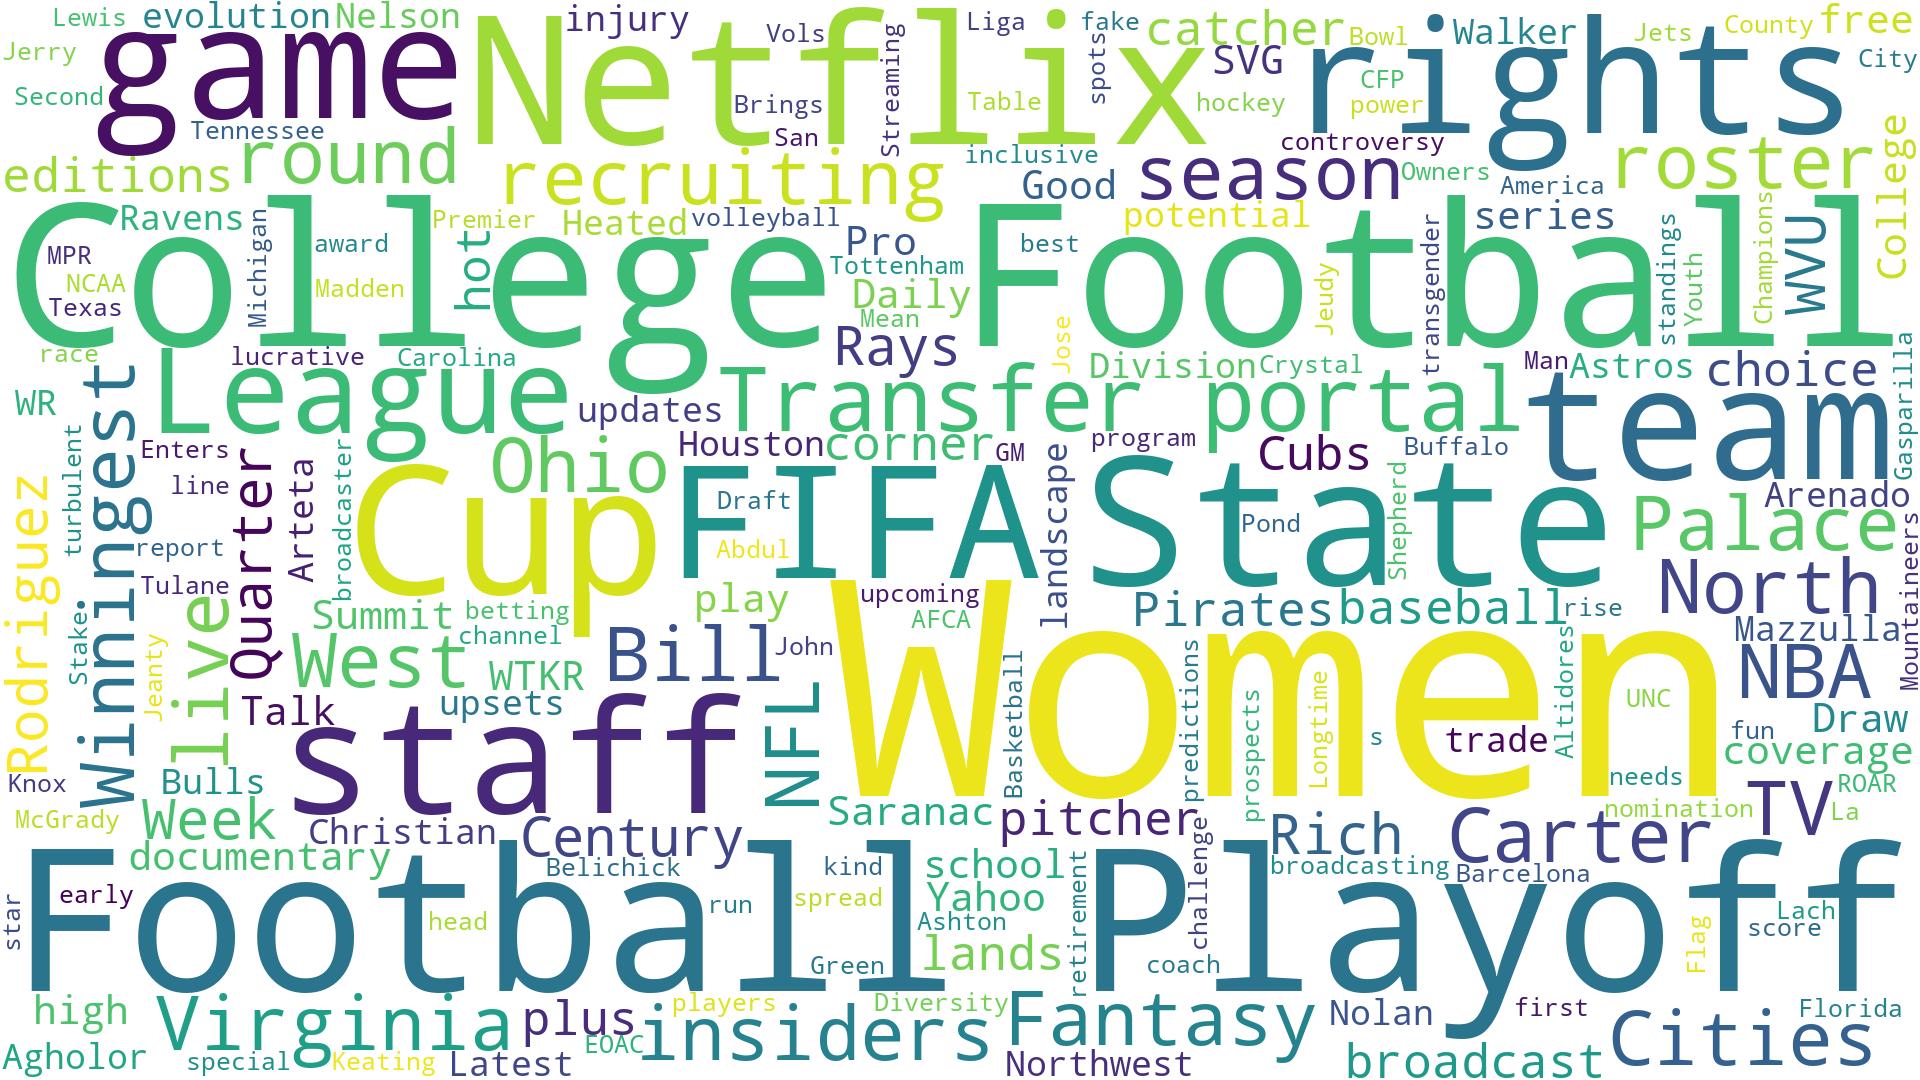 Lewis
evolution
Nelson
injury
Vols
Liga
fake
catcher
Bowl
Walker
Jets
County
free
Jerry
game
Netflix
Streaming
spots
SVG
rights
City
Second
Brings
Table
hockey
CFP
power
Tennessee
San
controversy
round
inclusive
editions
recruiting
Good
season
Owners
America
roster
College
Ravens
Michigan
Premier
Heated
volleyball
potential
series
College Football
MPR
award
hot
Pro
best
transgender
standings
Youth
Champions
WVU
NCAA
Madden
Tottenham
Daily
Jeudy
Texas
Mean
Rays
Jose
race
lucrative
Carolina
League
Transfer portal
Division
Crystal
Man
Astros
choice
Gasparilla
WR
Winningest
updates
team
turbulent
Enters
broadcaster
Ohio
Houston
corner
GM
program
Cubs
Buffalo
landscape
line
Quarter
Arteta
Cup
FIFA
State
Draft
Pond
Shepherd
Arenado
Palace
Rodriguez
report
Abdul
Mountaineers
Tulane
live
play
upcoming
North
Stake
Summit
betting
AFCA
Pirates
baseball
rise
channel
Jeanty
West
WTKR
Bill
John
Women
Mazzulla
NBA
Altidores
Basketball
predictions
prospects
Longtime
UNC
Talk
upsets
NFL
s
trade
fun
Draw
coverage
Knox
Bulls
staff
needs
ROAR
McGrady
Week
Saranac
pitcher
nomination
TV
La
Christian
Century
Rich
Carter
documentary
Belichick
kind
school
retirement
challenge
broadcasting
Barcelona
Football
Playoff
star
early
head
run
spread
Yahoo
Ashton
Flag
Lach
score
Green
lands
coach
high
Virginia
plus
players
Diversity
insiders
Fantasy
Nolan
first
Florida
Agholor
special
Keating
Latest
EOAC
Northwest
broadcast
Cities